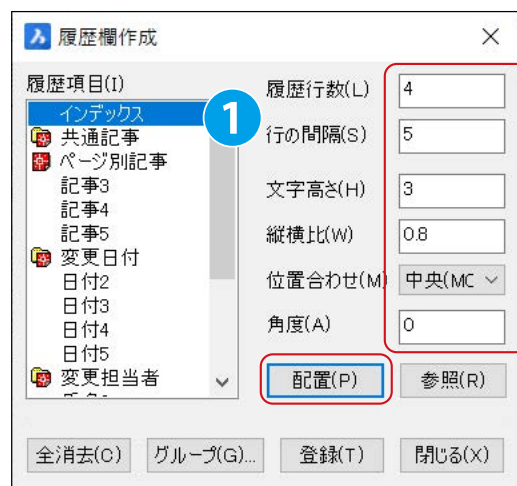 履歴欄作成
履歴項目(I)
インデックス
共通記事
ページ別記事
記事3
記事4
記事5
変更日付
日付2
日付3
日付4
日付5
変更担当者
1
履歴行数(L) 4
行の間隔(S) 5
文字高さ(H) 3
縦横比(W) 0.8
位置合わせ(M) 中央(MC
角度(A) 0
配置(P) 参照(R)
全消去(C) グループ(G)... 登録(T) 閉じる(X)